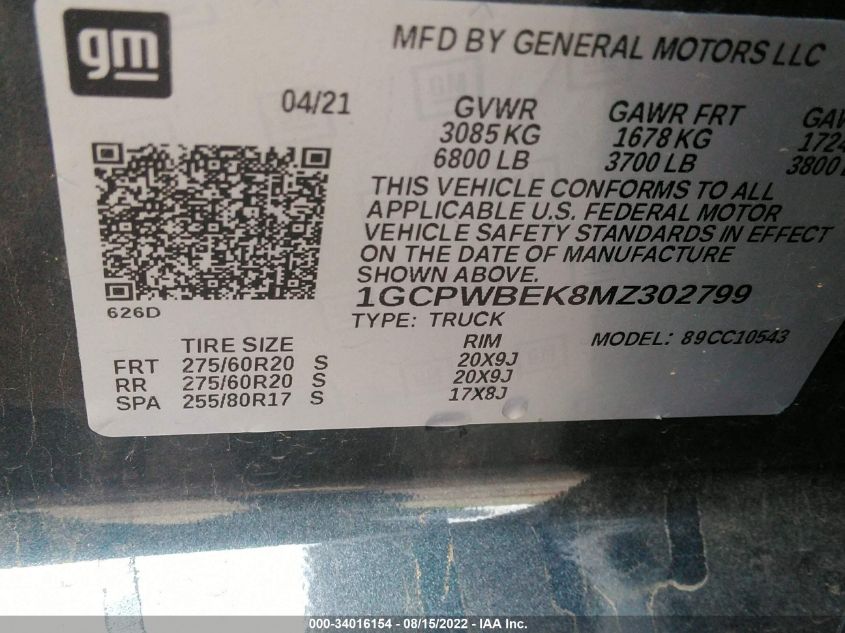 gm
MFD BY GENERAL MOTORS LLC
04/21 GVWR GAWR FRT
3085 KG 1678 KG 1724
6800 LB 3700 LB 3800
THIS VEHICLE CONFORMS TO ALL
APPLICABLE U.S. FEDERAL MOTOR
VEHICLE SAFETY STANDARDS IN EFFECT
ON THE DATE OF MANUFACTURE
SHOWN ABOVE.
626D 1GCPWBEK8MZ302799
TYPE: TRUCK MODEL: 89CC10543
TIRE SIZE RIM
FRT 275/60R20 S 20X9J
RR 275/60R20 S 20X9J
SPA 255/80R17 S 17X8J
000-34016154 - 08/15/2022 - IAA Inc.